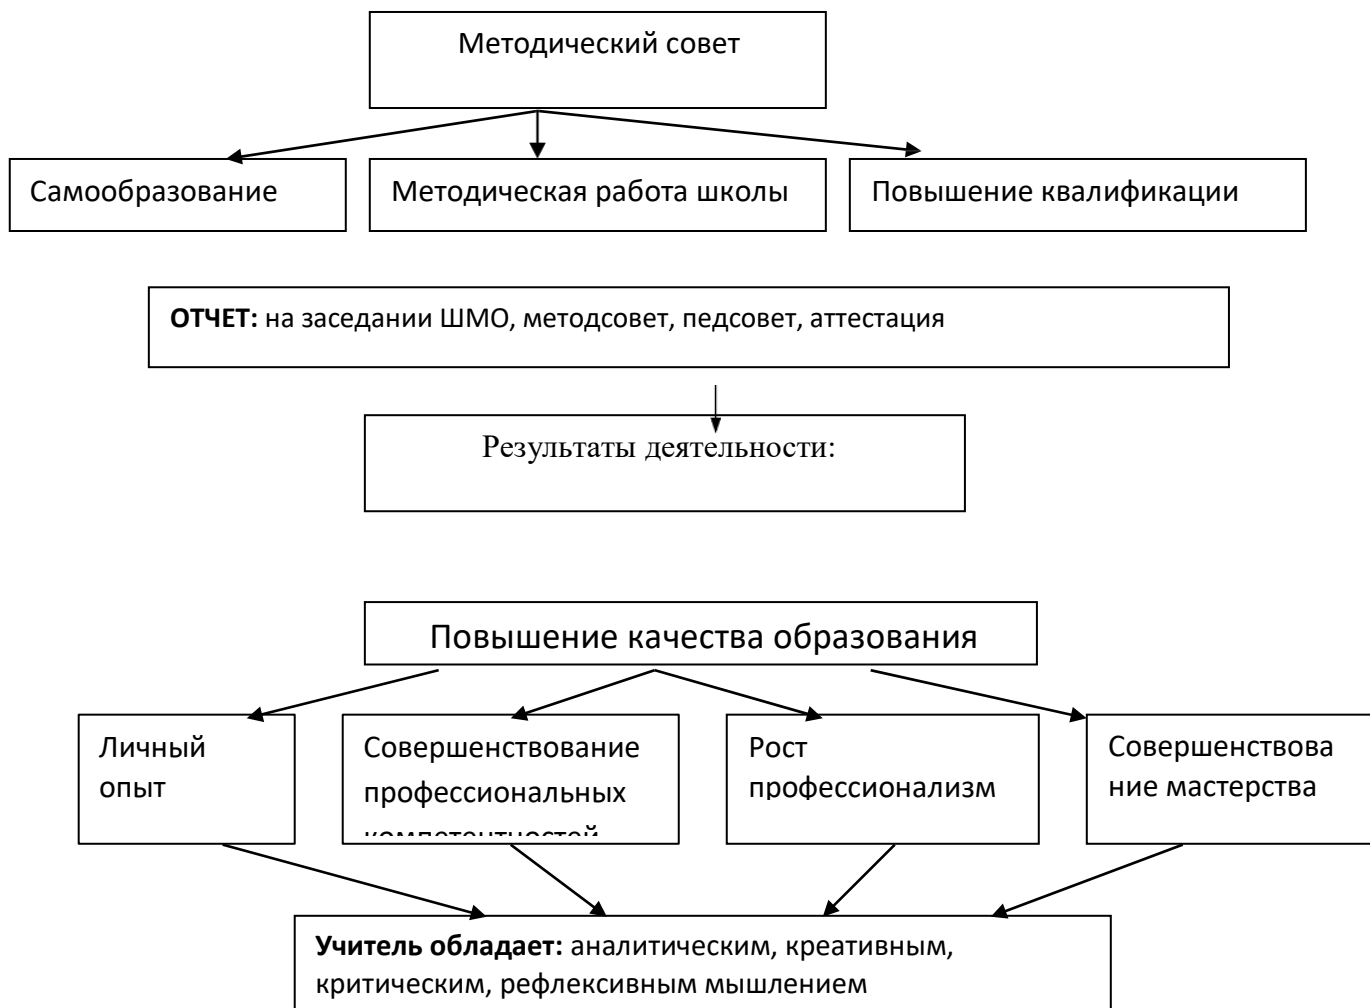 Методический совет
Самообразование
Методическая работа школы
Повышение квалификации
ОТЧЕТ: на заседании ШМО, методсовет, педсовет, аттестация
Результаты деятельности:
Повышение качества образования
Личный
опыт
Совершенствование
профессиональных
компетентностей
Рост
профессионализм
Совершенствова
ние мастерства
Учитель обладает: аналитическим, креативным,
критическим, рефлексивным мышлением